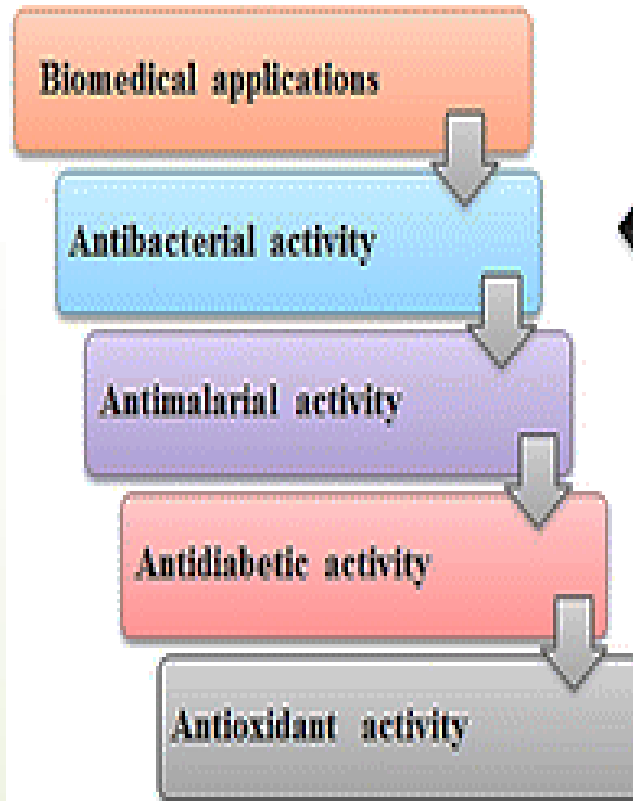 Biomedical applications
Antibacterial activity
Antimalarial activity
Antidiabetic activity
Antioxidant activity